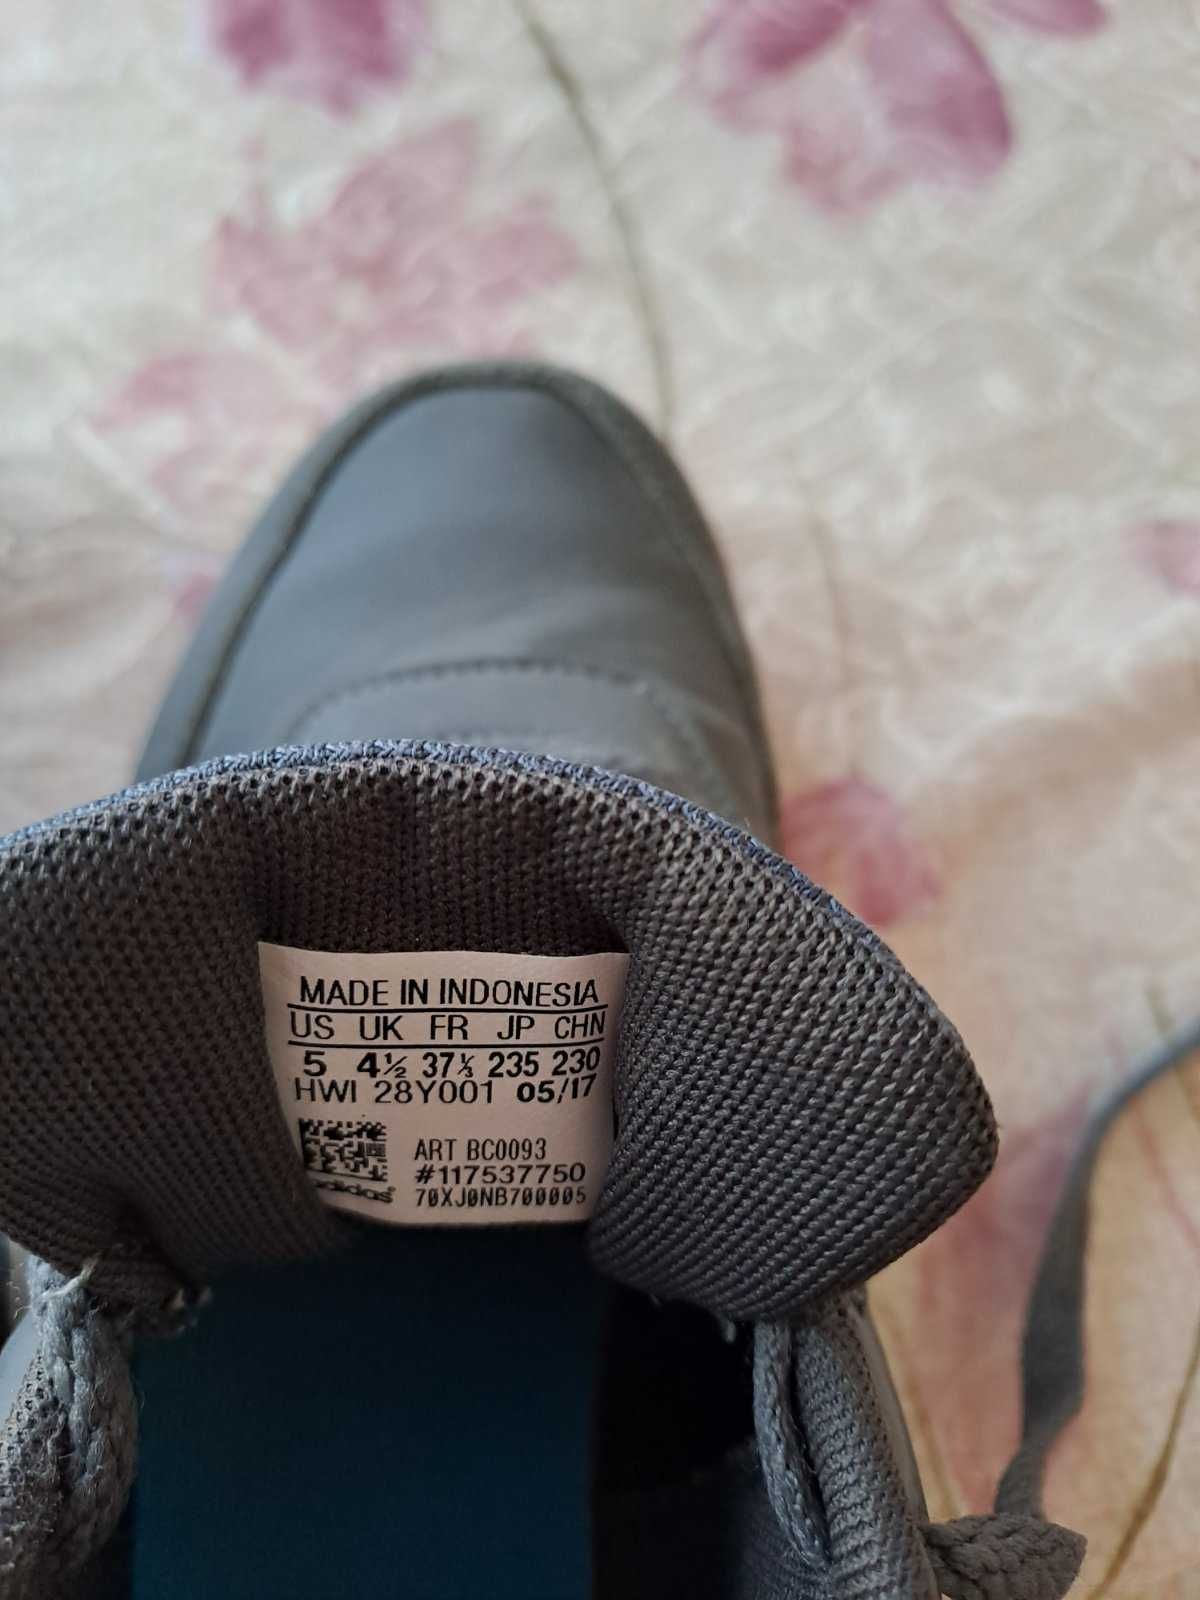 MADE IN INDONESIA
US UK FR JP CHN
5 4½ 37⅓ 235 230
HWI 28Y001 05/17
ART BC0093
#117537750
adidas 70XJ0NB700005